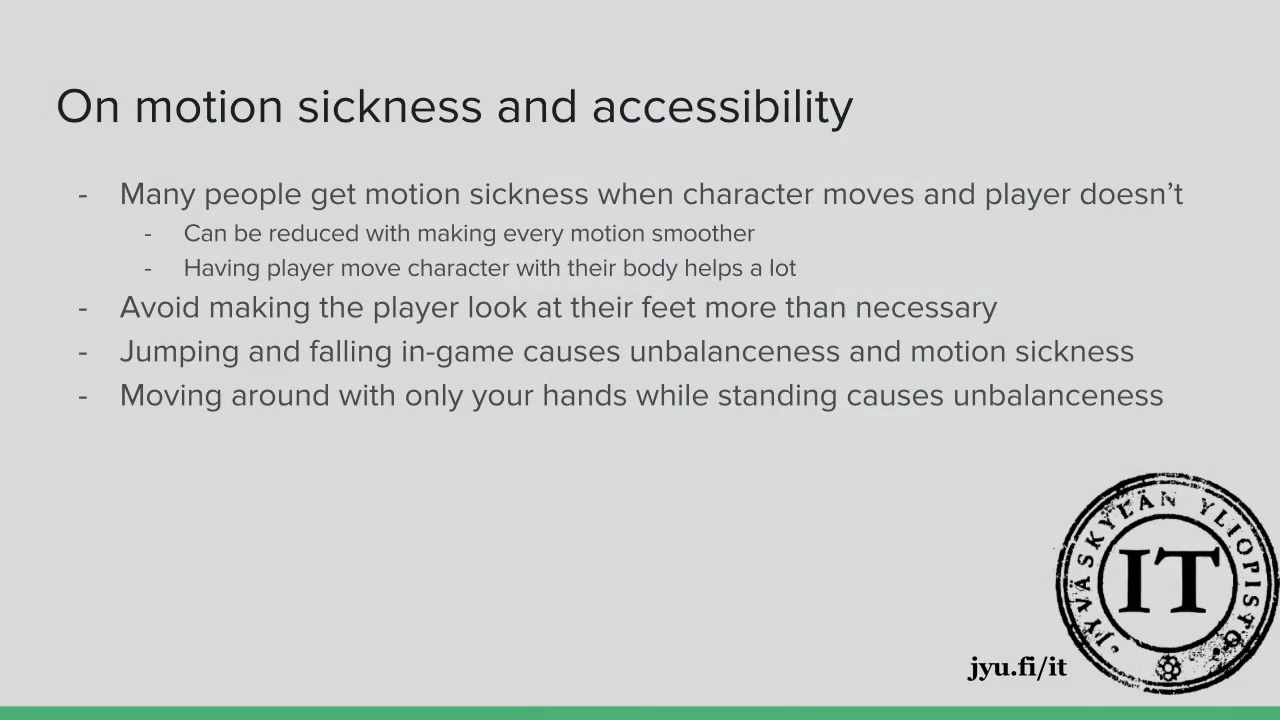 On motion sickness and accessibility
- Many people get motion sickness when character moves and player doesn’t
- Can be reduced with making every motion smoother
- Having player move character with their body helps a lot
- Avoid making the player look at their feet more than necessary
- Jumping and falling in-game causes unbalanceness and motion sickness
- Moving around with only your hands while standing causes unbalanceness
JYVÄSKYLÄN YLIOPISTO
IT
jyu.fi/it